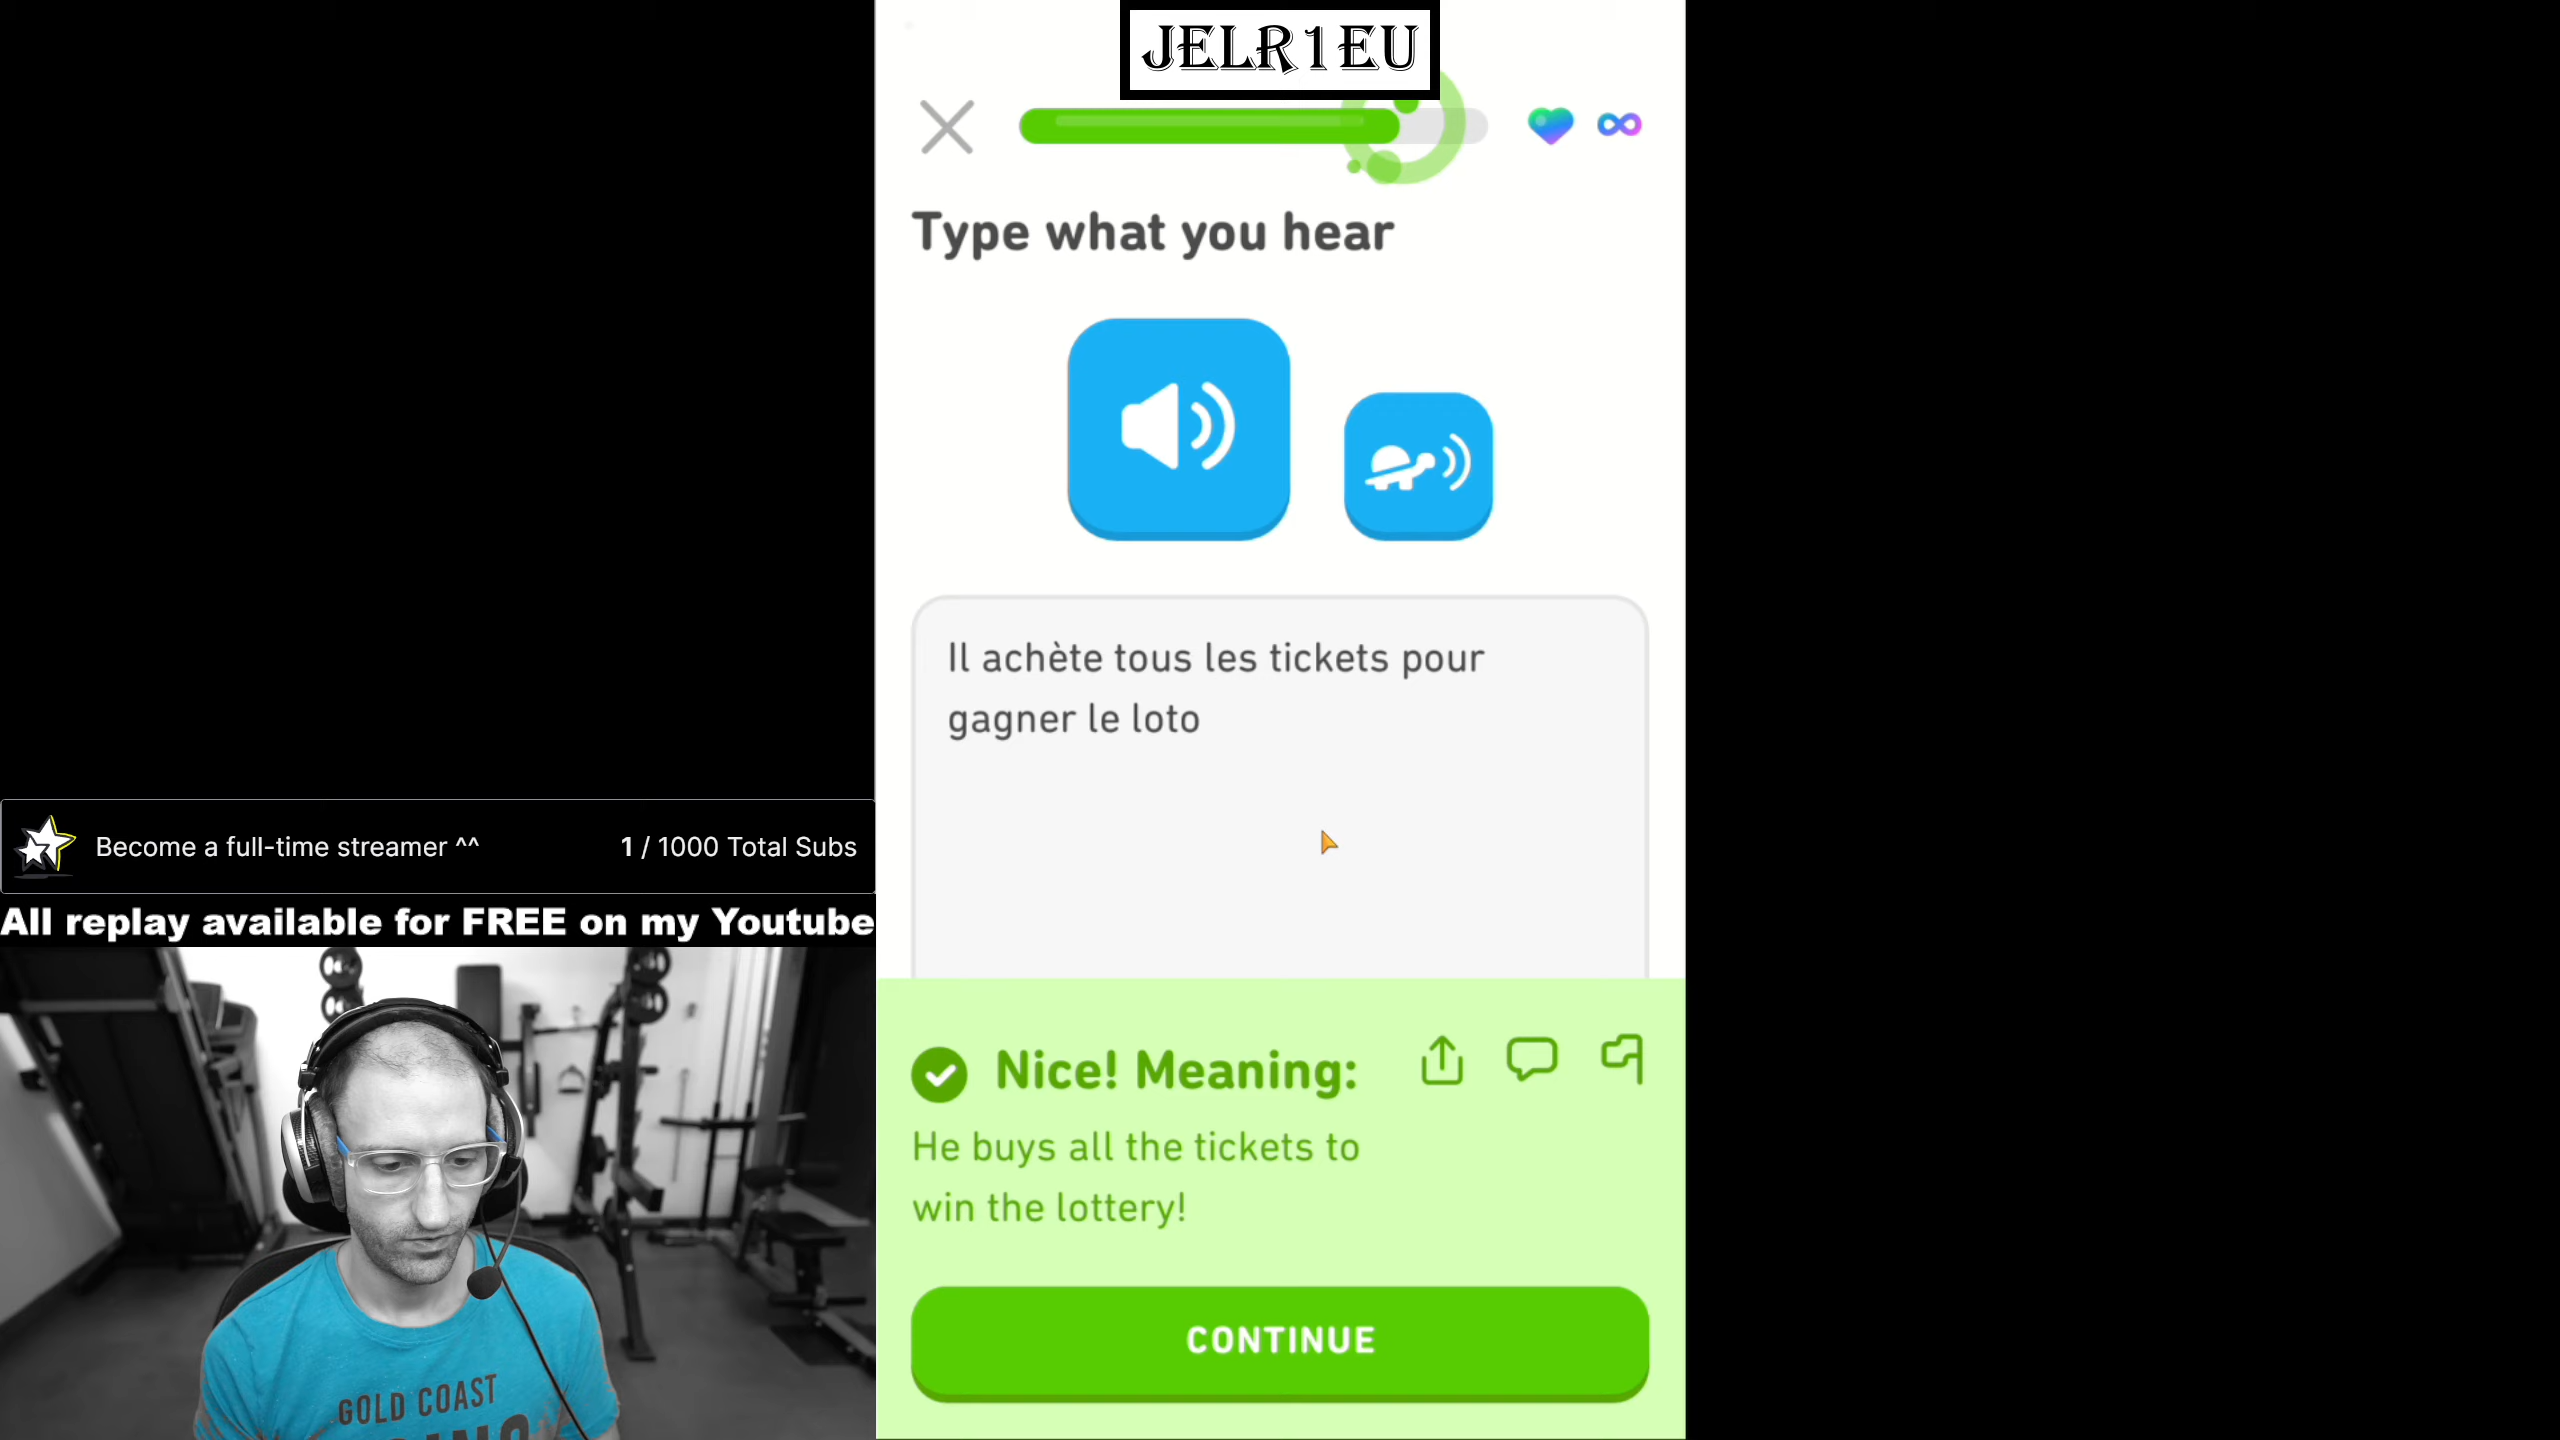 JELR1EU
Type what you hear
Il achète tous les tickets pour
gagner le loto
Become a full-time streamer ^^
1 / 1000 Total Subs
All replay available for FREE on my Youtube
Nice! Meaning:
He buys all the tickets to
win the lottery!
CONTINUE
GOLD COAST